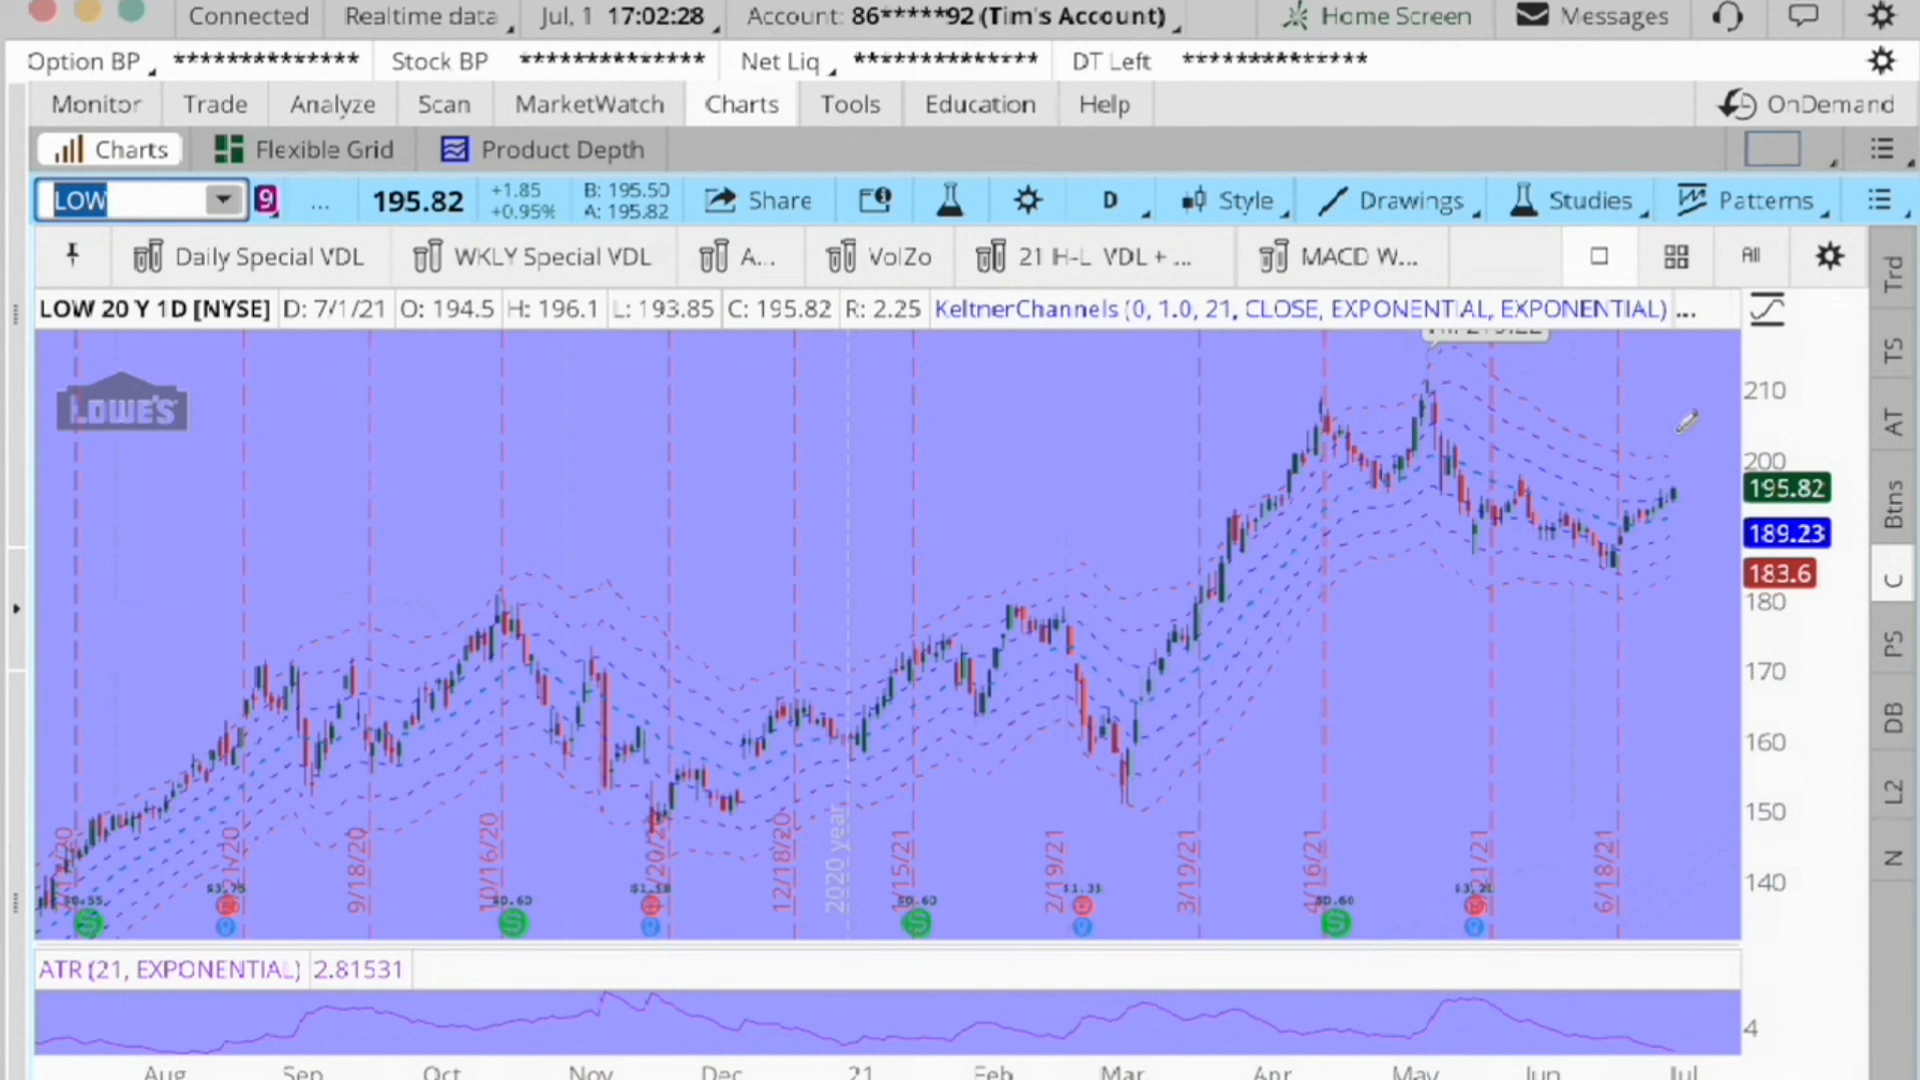 Connected Realtime data Jul. 1 17:02:28 Account: 86*****92 (Tim's Account) Home Screen Messages
Option BP ************** Stock BP ************** Net Liq ************** DT Left **************
Monitor Trade Analyze Scan MarketWatch Charts Tools Education Help OnDemand
Charts Flexible Grid Product Depth
LOW 9 ... 195.82 +1.85 B: 195.50 Share D Style Drawings Studies Patterns
+0.95% A: 195.82
Daily Special VDL WKLY Special VDL A... VolZo 21 H-L VDL + ... MACD W... All
LOW 20 Y 1D [NYSE] D: 7/1/21 O: 194.5 H: 196.1 L: 193.85 C: 195.82 R: 2.25 KeltnerChannels (0, 1.0, 21, CLOSE, EXPONENTIAL, EXPONENTIAL) ...
LOWE'S
210
200
195.82
189.23
183.6
180
170
160
150
140
9/18/20 10/16/20 12/18/20 2020 year 2/19/21 3/19/21 4/16/21 6/18/21
$0.60 $1.33 $0.60
ATR (21, EXPONENTIAL) 2.81531
4
Aug Sep Oct Nov Dec 21 Feb Mar Apr May Jun Jul
Trd
TS
AT
Btns
C
PS
DB
L2
N